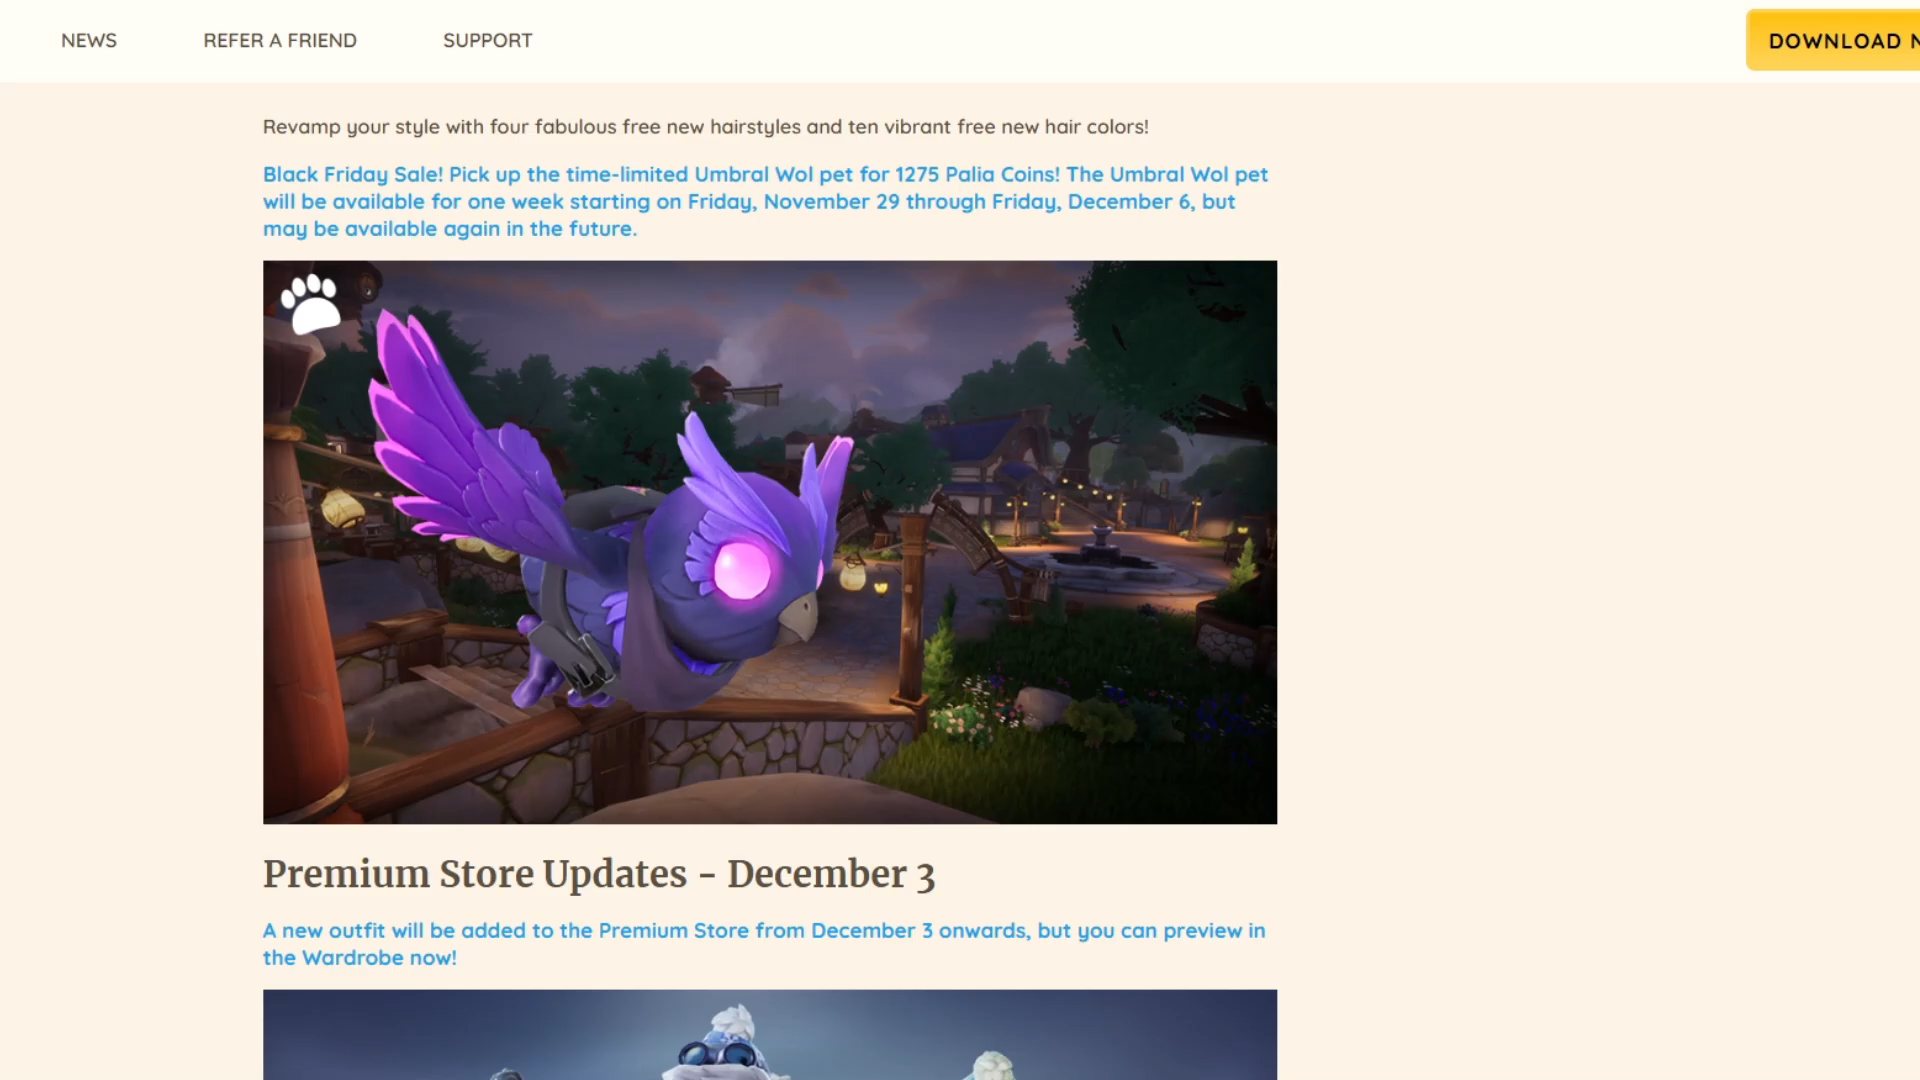 NEWS
REFER A FRIEND
SUPPORT
DOWNLOAD
Revamp your style with four fabulous free new hairstyles and ten vibrant free new hair colors!
Black Friday Sale! Pick up the time-limited Umbral Wol pet for 1275 Palia Coins! The Umbral Wol pet
will be available for one week starting on Friday, November 29 through Friday, December 6, but
may be available again in the future.
Premium Store Updates - December 3
A new outfit will be added to the Premium Store from December 3 onwards, but you can preview in
the Wardrobe now!